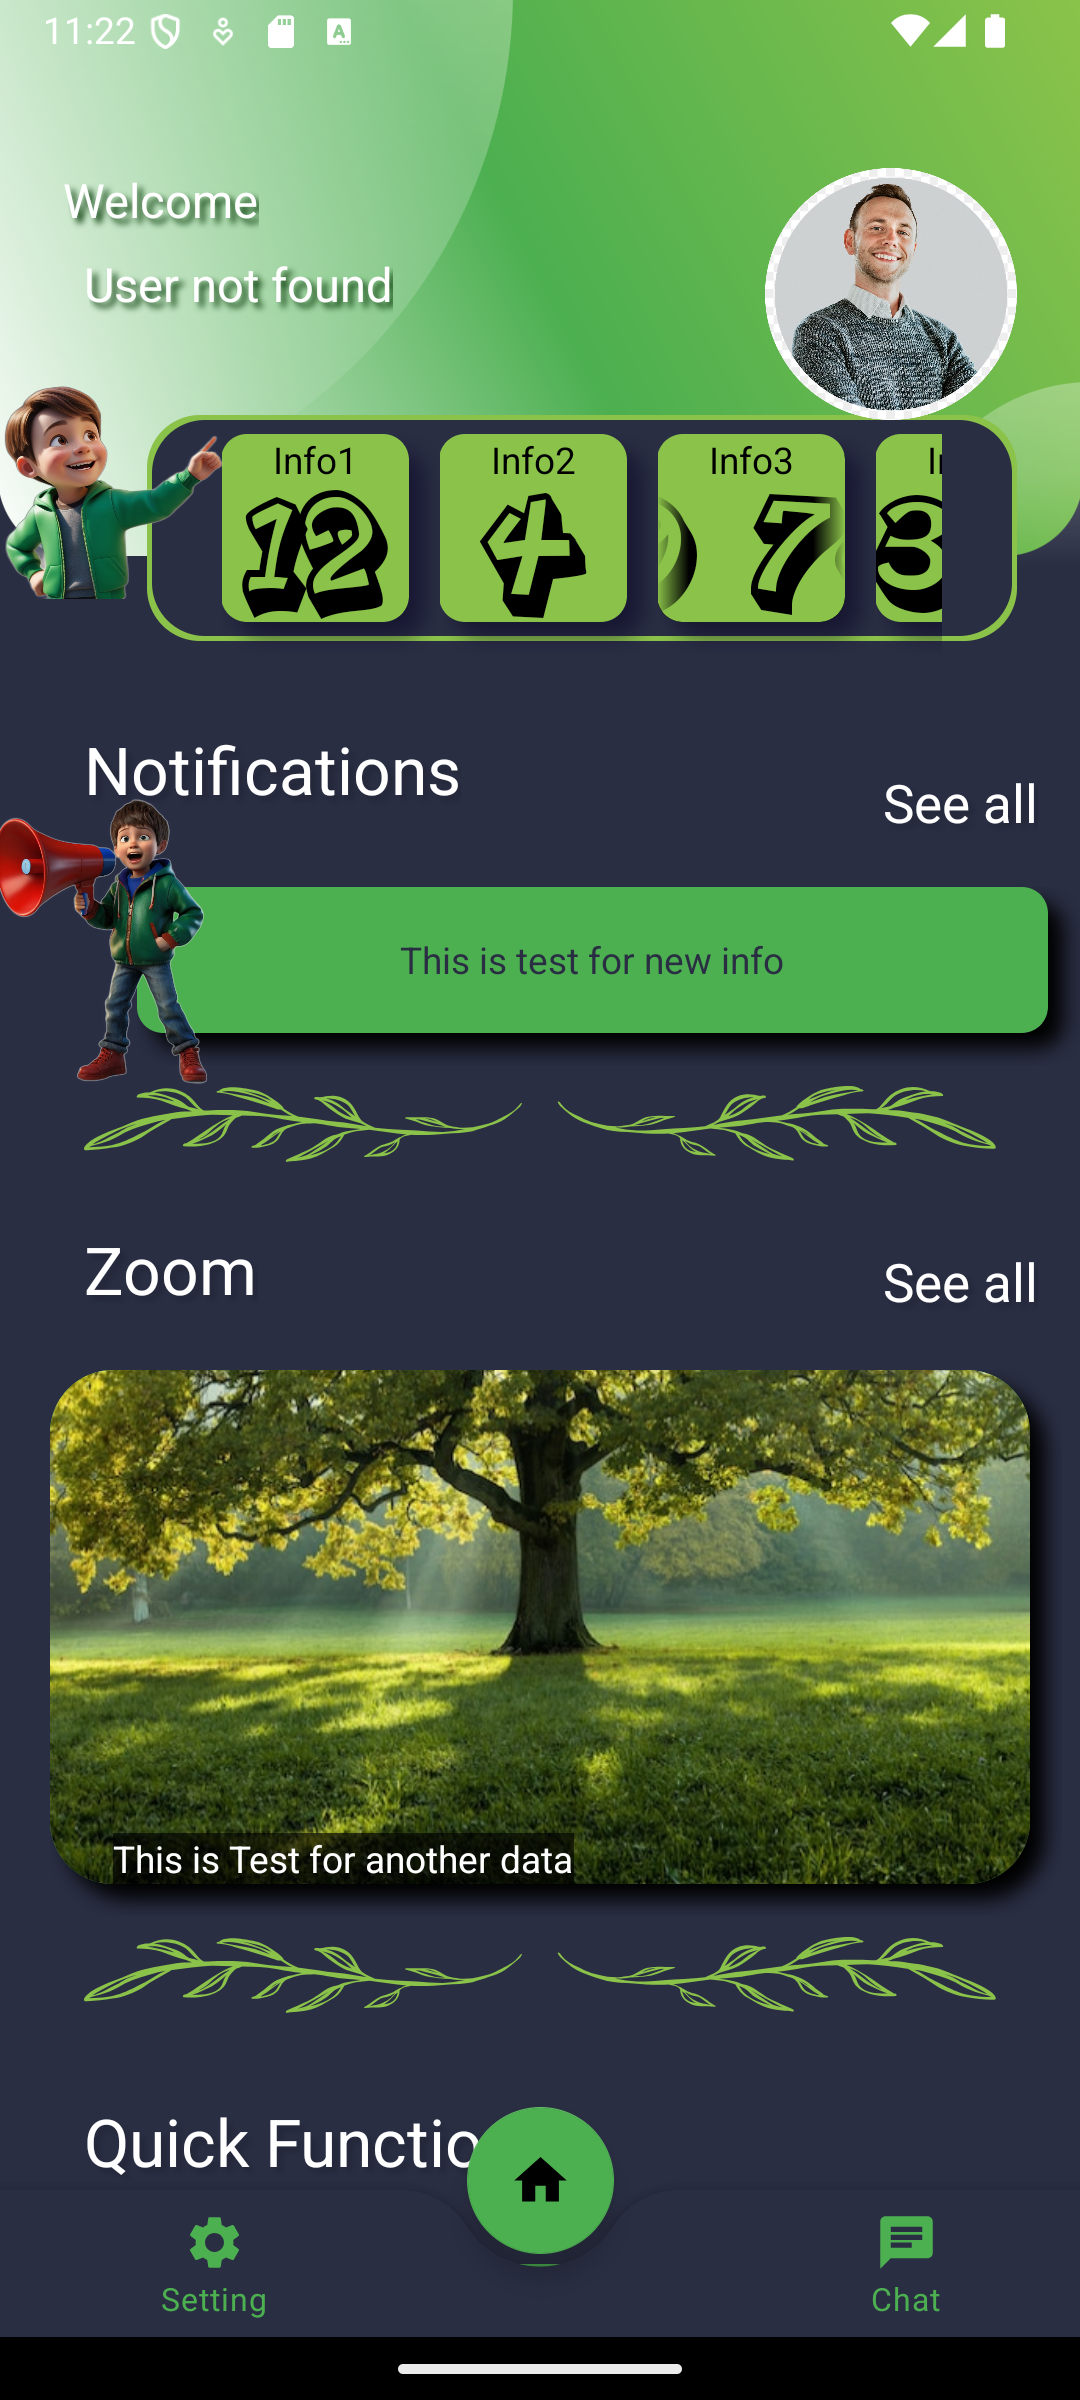 11:22
Welcome
User not found
Info1
Info2
Info3
12
4
7
3
Notifications
See all
This is test for new info
Zoom
See all
This is Test for another data
Quick Functio
Setting
Chat